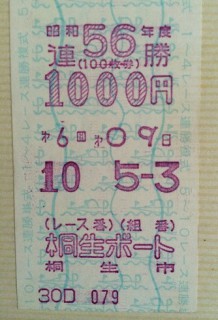 昭和56年度
連勝
(100枚券)
1000円
第6回 第09日
10 5-3
(レース番) (組番)
桐生ボート
桐生市
30D 079